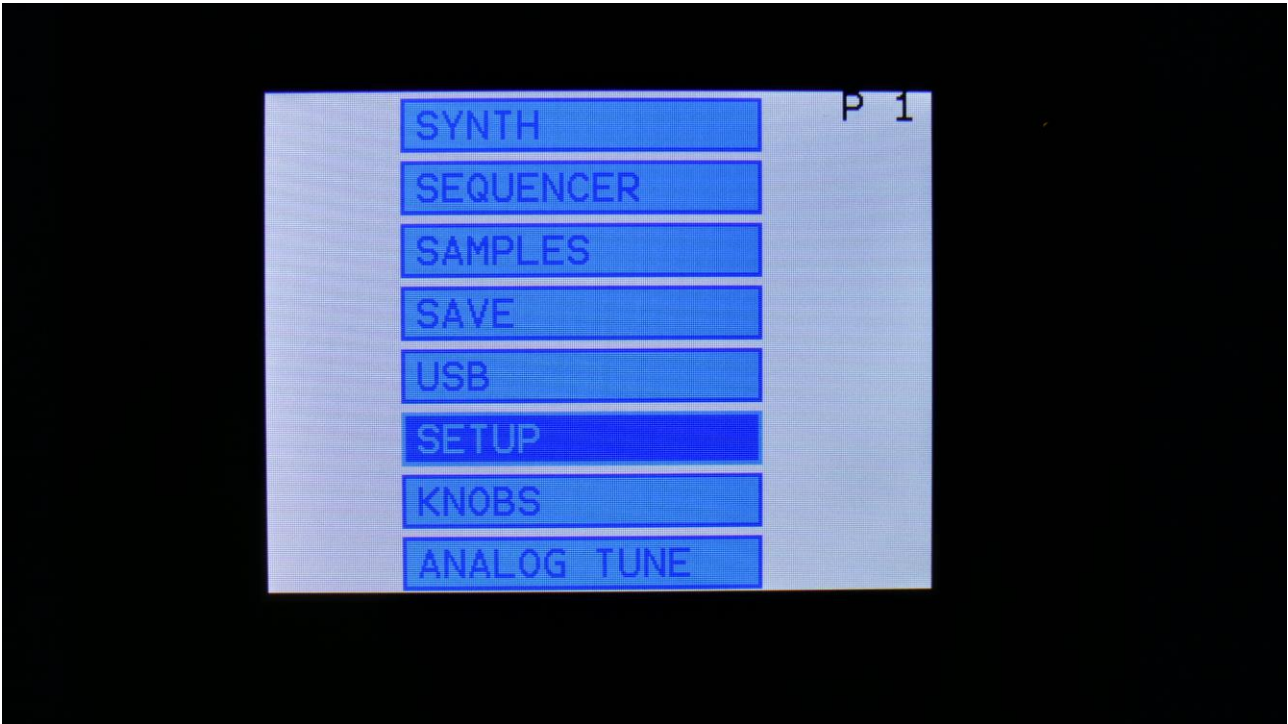 P 1
SYNTH
SEQUENCER
SAMPLES
SAVE
USB
SETUP
KNOBS
ANALOG TUNE